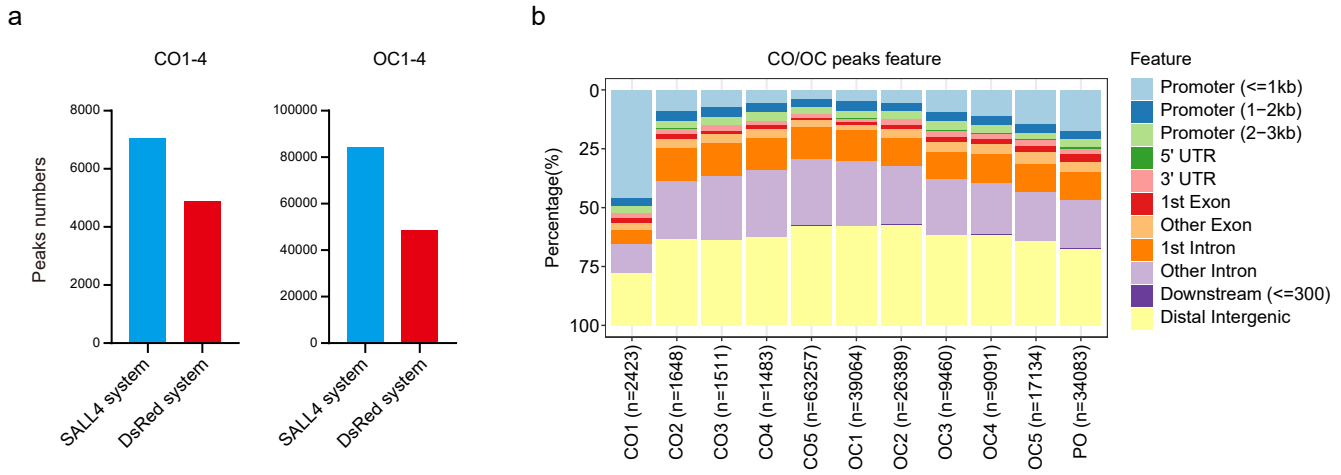 a
CO1-4
OC1-4
Peaks numbers
8000
6000
4000
2000
0
SALL4 system
DsRed system
100000
80000
60000
40000
20000
0
SALL4 system
DsRed system
b
CO/OC peaks feature
Percentage(%)
0
25
50
75
100
CO1 (n=2423)
CO2 (n=1648)
CO3 (n=1511)
CO4 (n=1483)
CO5 (n=63257)
OC1 (n=39064)
OC2 (n=26389)
OC3 (n=9460)
OC4 (n=9091)
OC5 (n=17134)
PO (n=34083)
Feature
Promoter (<=1kb)
Promoter (1−2kb)
Promoter (2−3kb)
5' UTR
3' UTR
1st Exon
Other Exon
1st Intron
Other Intron
Downstream (<=300)
Distal Intergenic